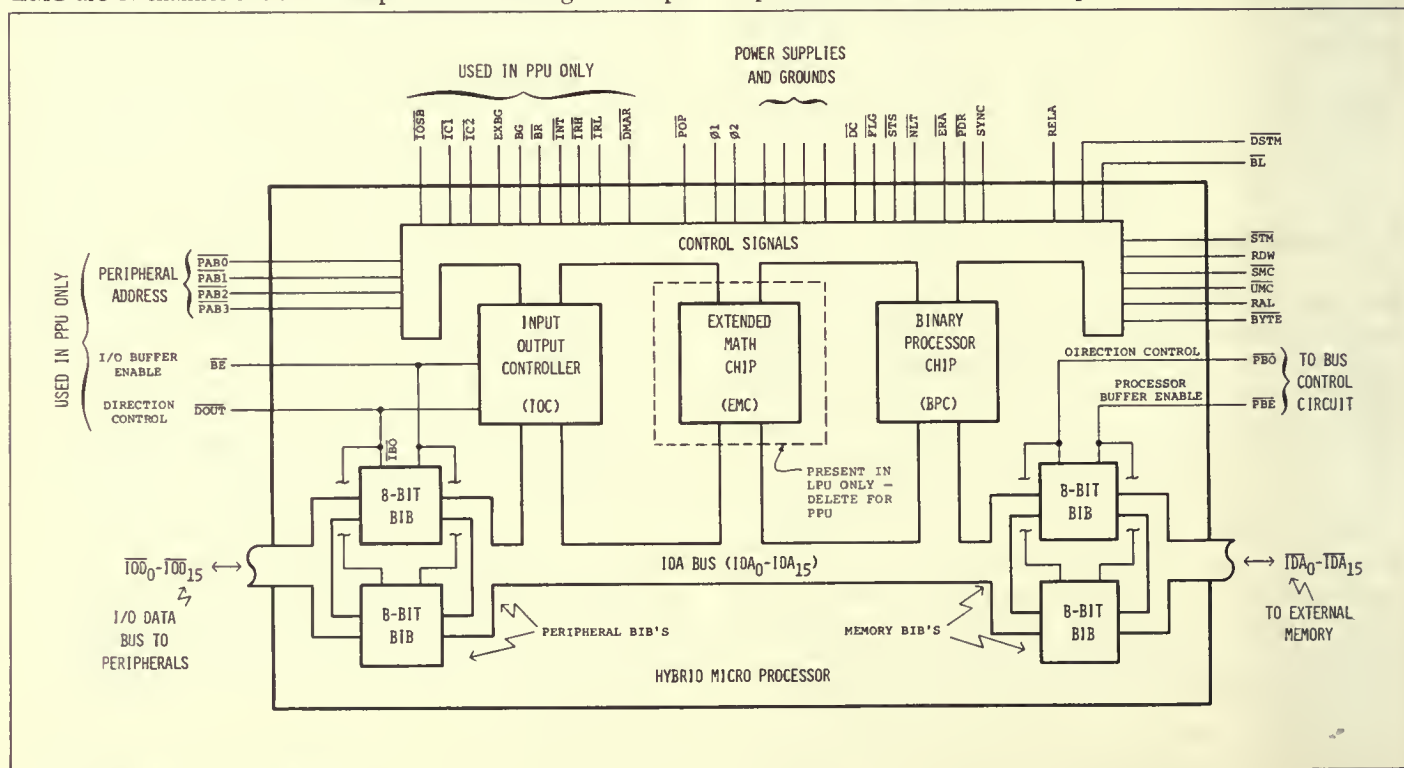 POWER SUPPLIES
AND GROUNDS
USED IN PPU ONLY
IOSB
IC1
IC2
EXBG
BG
BR
INT
IRH
IRL
DMAR
POP
Ø1
Ø2
DC
FLG
STS
NLT
ERA
PDR
SYNC
RELA
DSTM
BL
CONTROL SIGNALS
STM
RDW
SMC
UMC
RAL
BYTE
USED IN PPU ONLY
PERIPHERAL
ADDRESS
PAB0
PAB1
PAB2
PAB3
I/O BUFFER
ENABLE
BE
DIRECTION
CONTROL
DOUT
INPUT
OUTPUT
CONTROLLER
(IOC)
EXTENDED
MATH
CHIP
(EMC)
BINARY
PROCESSOR
CHIP
(BPC)
DIRECTION CONTROL
PBO
PROCESSOR
BUFFER ENABLE
PBE
TO BUS
CONTROL
CIRCUIT
IBO
PRESENT IN
LPU ONLY –
DELETE FOR
PPU
8-BIT
BIB
8-BIT
BIB
IDA BUS (IDA0-IDA15)
IOD0-IOD15
IDA0-IDA15
8-BIT
BIB
8-BIT
BIB
I/O DATA
BUS TO
PERIPHERALS
PERIPHERAL BIB'S
MEMORY BIB'S
TO EXTERNAL
MEMORY
HYBRID MICRO PROCESSOR